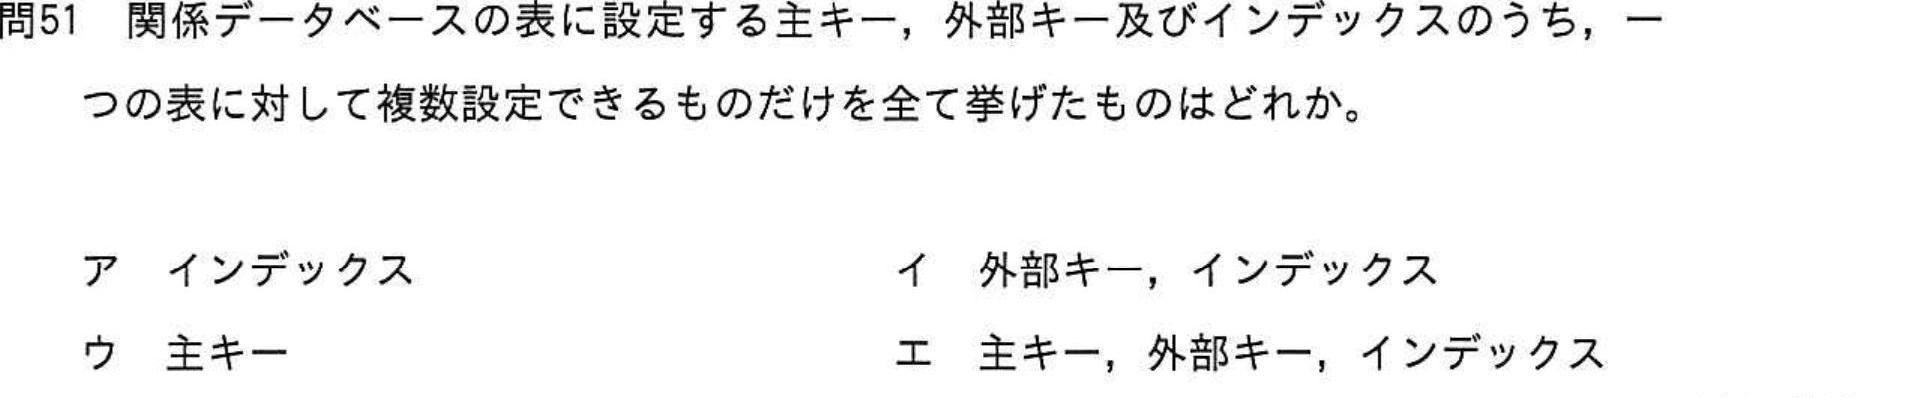 問51　関係データベースの表に設定する主キー，外部キー及びインデックスのうち，一
つの表に対して複数設定できるものだけを全て挙げたものはどれか。
ア　インデックス　イ　外部キー，インデックス
ウ　主キー　エ　主キー，外部キー，インデックス